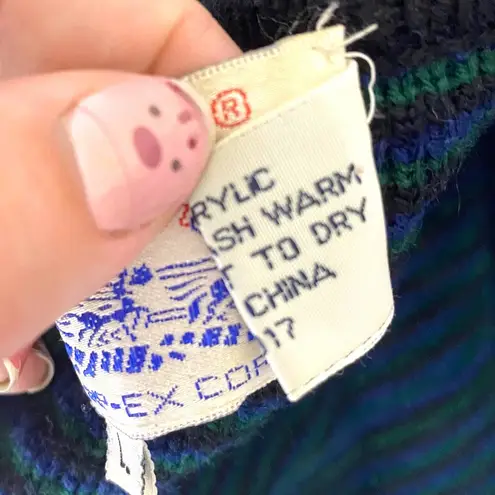 ®
RYLIC
SH WARM
T TO DRY
CHINA
17
-EX COR